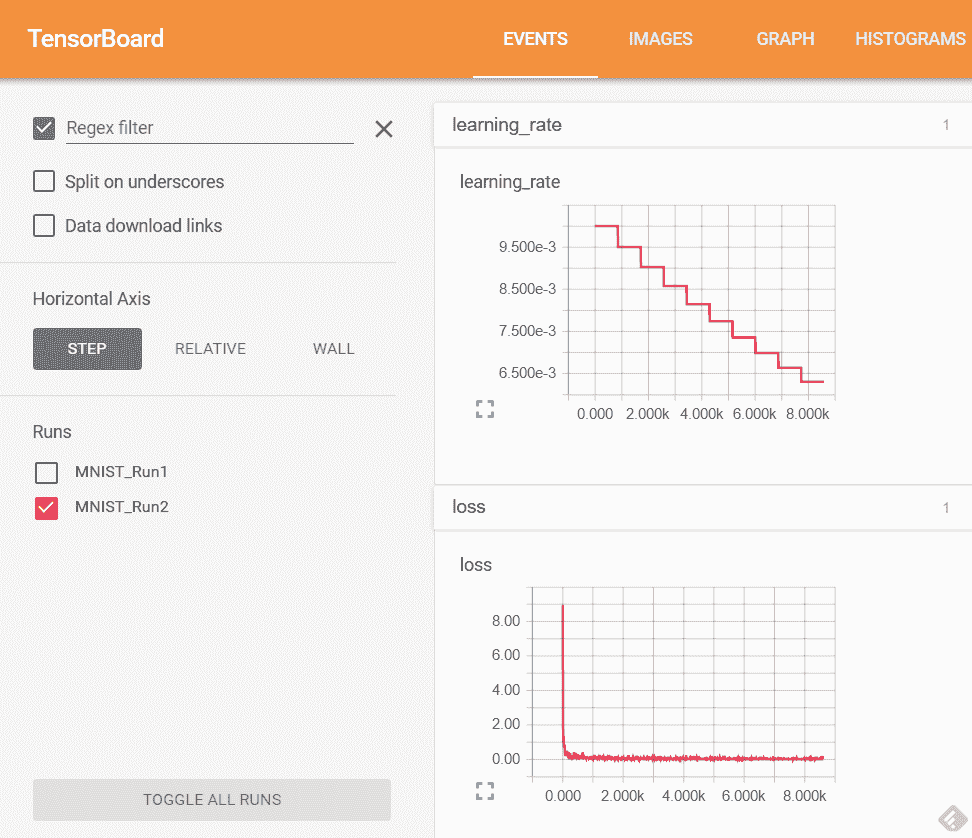 TensorBoard
EVENTS IMAGES GRAPH HISTOGRAMS
Regex filter
Split on underscores
Data download links
Horizontal Axis
STEP RELATIVE WALL
Runs
MNIST_Run1
MNIST_Run2
TOGGLE ALL RUNS
learning_rate 1
learning_rate
9.500e-3
8.500e-3
7.500e-3
6.500e-3
0.000 2.000k 4.000k 6.000k 8.000k
loss 1
loss
8.00
6.00
4.00
2.00
0.00
0.000 2.000k 4.000k 6.000k 8.000k